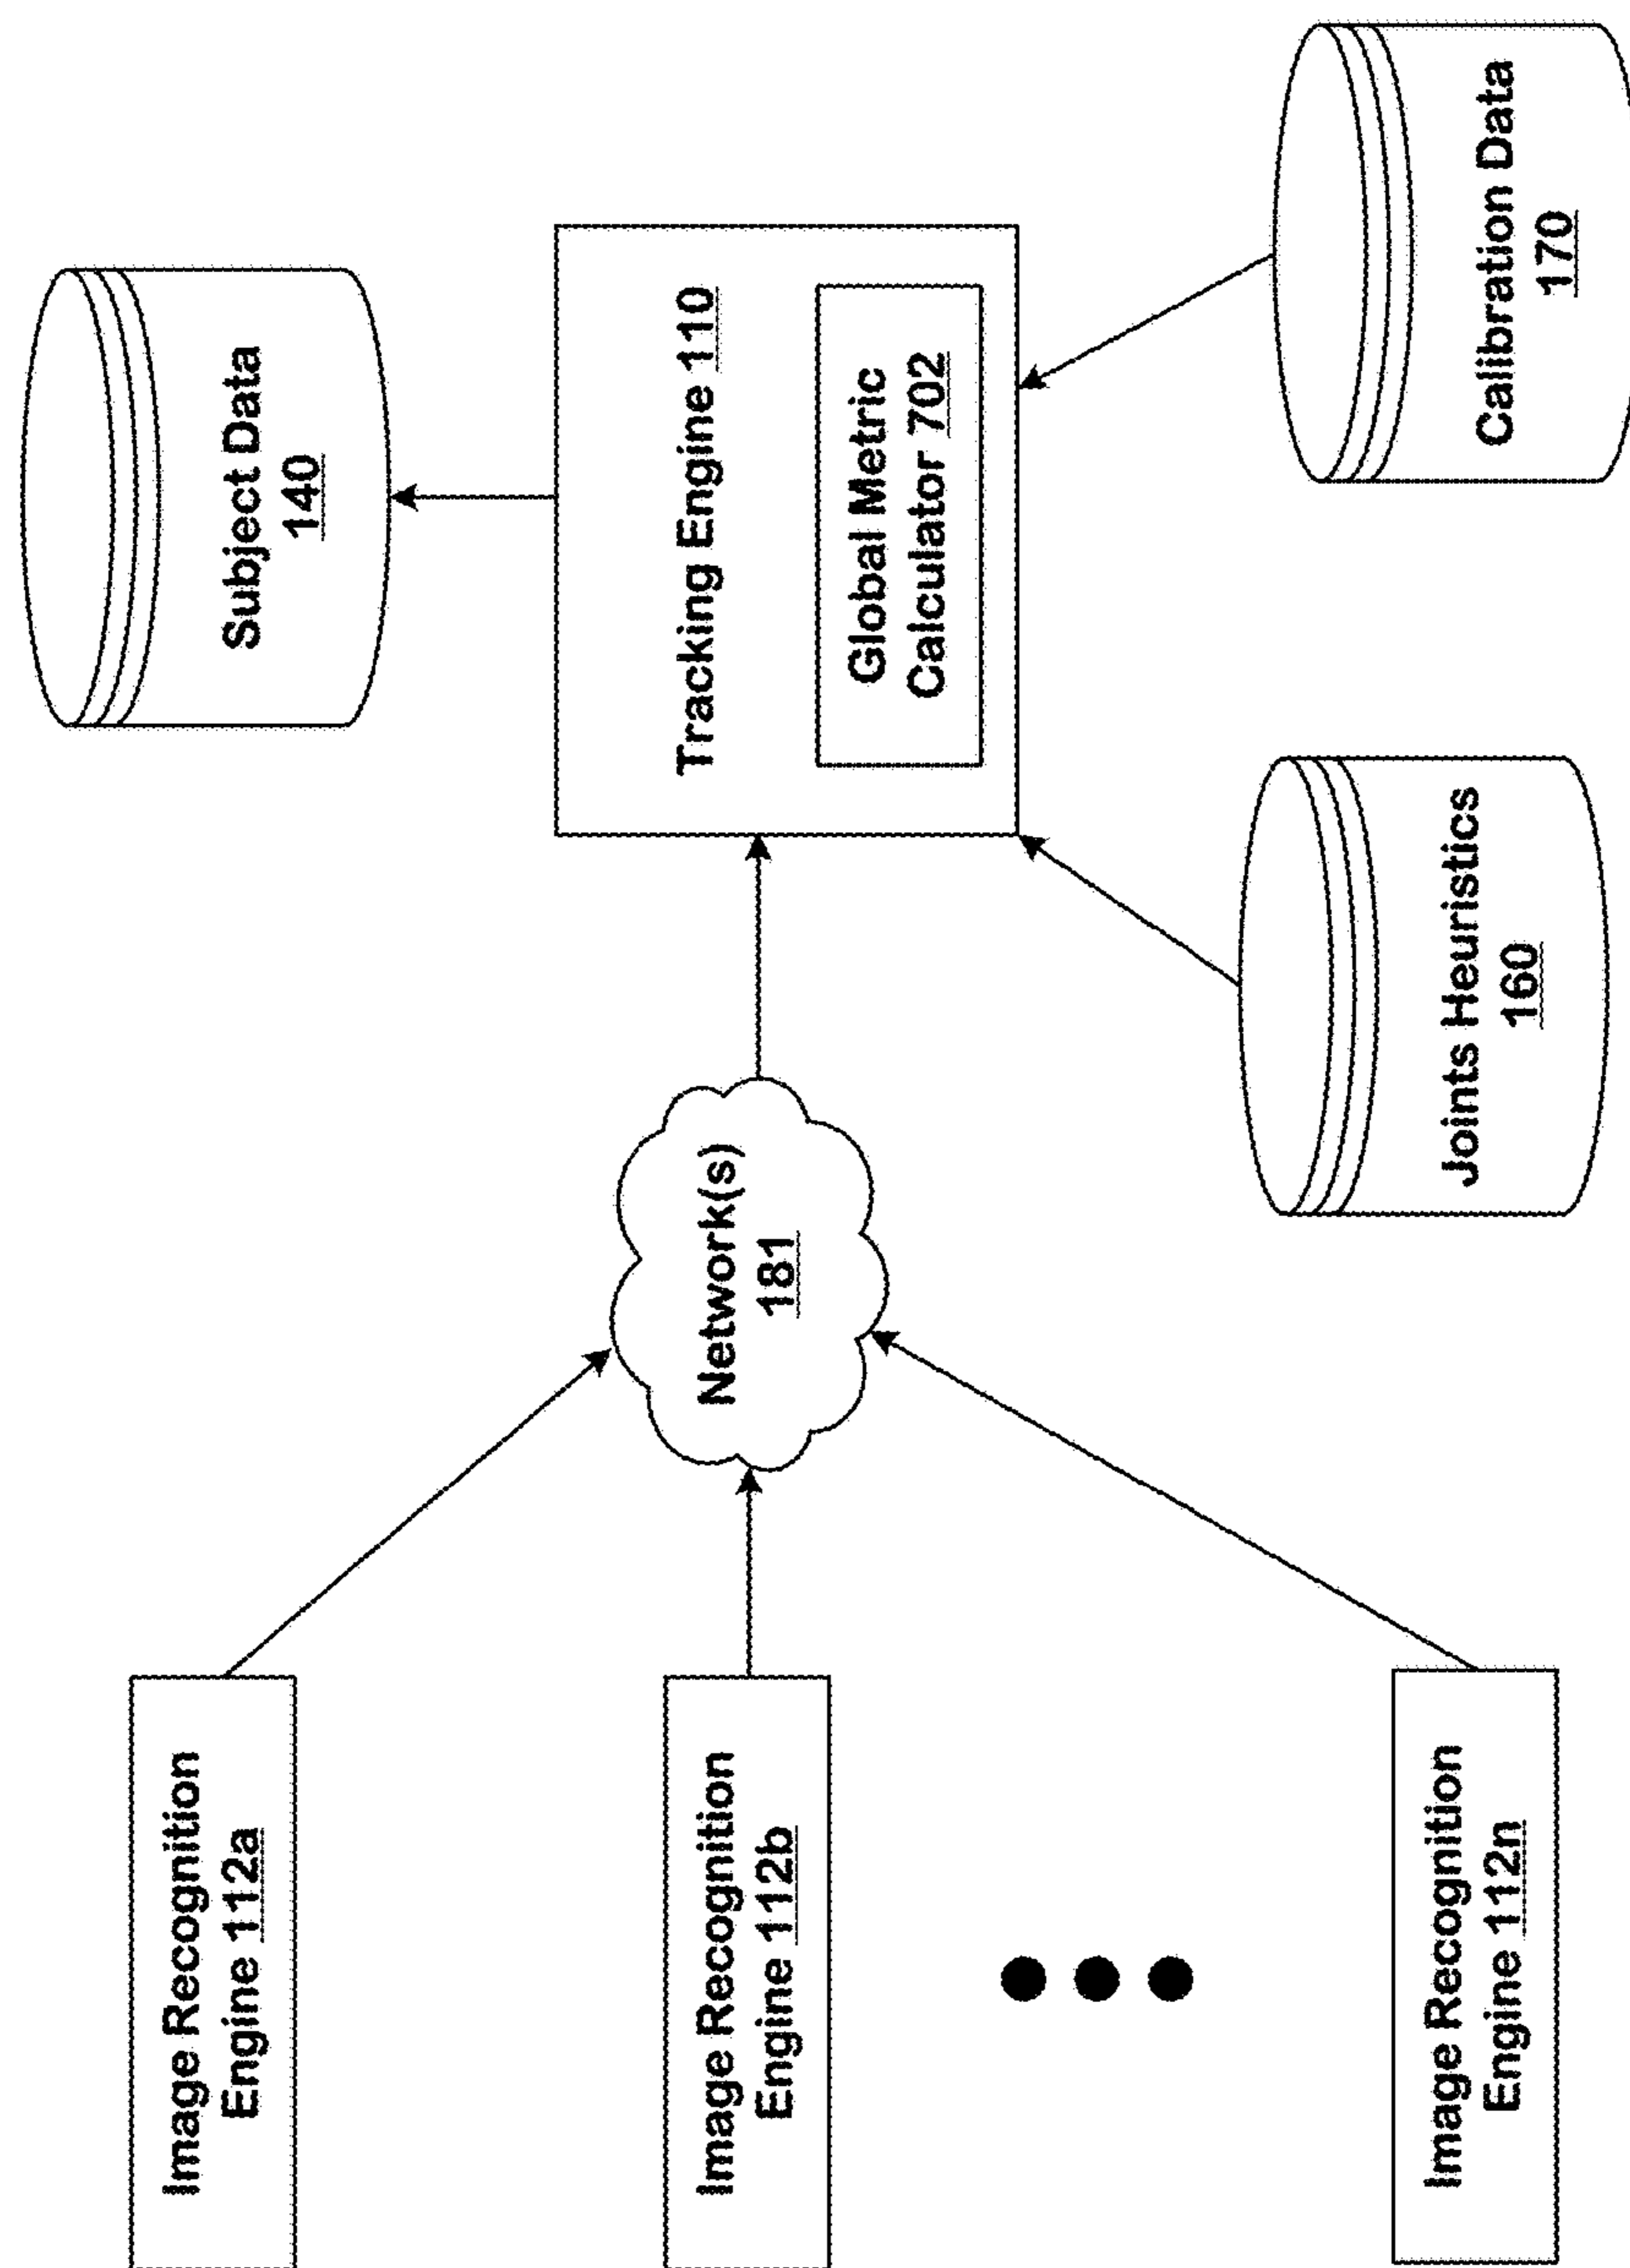 Subject Data
140
Image Recognition
Engine 112a
Tracking Engine 110
Global Metric
Calculator 702
Network(s)
181
Image Recognition
Engine 112b
Joints Heuristics
160
Calibration Data
170
Image Recognition
Engine 112n